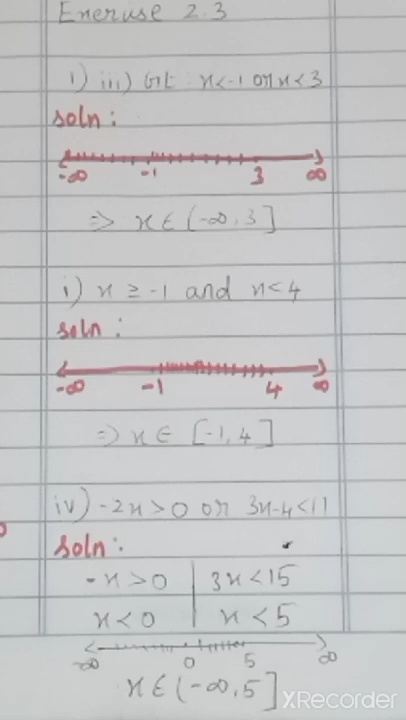 Exercise 2.3
1) iii) Gt. x<-1 or x<3
soln:
-∞ -1 3 ∞
⇒ x∈(-∞,3]
i) x ≥ -1 and x<4
soln:
-∞ -1 4 ∞
⇒ x∈ [-1,4]
iv) -2x>0 or 3x-4<11
soln:
-x>0 | 3x<15
x<0 | x<5
-∞ 0 5 ∞
x∈(-∞,5]
XRecorder